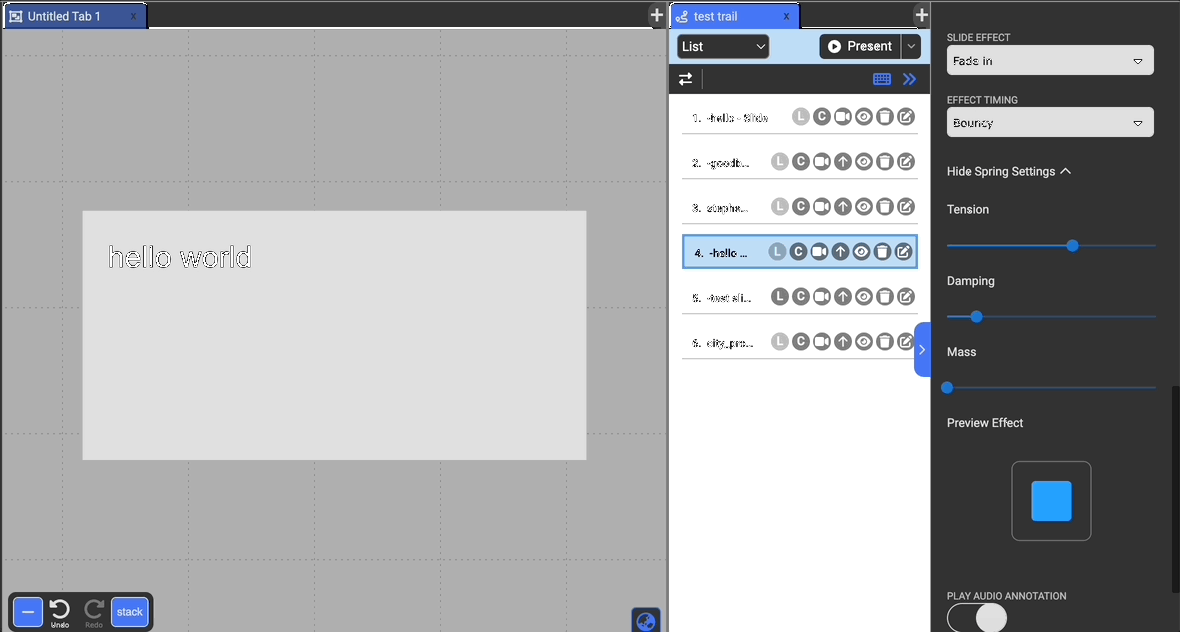 Untitled Tab 1 x
+
test trail x
+
List
Present
1. -hello - Slide L C
2. -goodb... L C
3. stepha... L C
4. -hello ... L C
5. -test sli... L C
6. city_pro... L C
hello world
Undo
Redo
stack
SLIDE EFFECT
Fade in
EFFECT TIMING
Bouncy
Hide Spring Settings
Tension
Damping
Mass
Preview Effect
PLAY AUDIO ANNOTATION